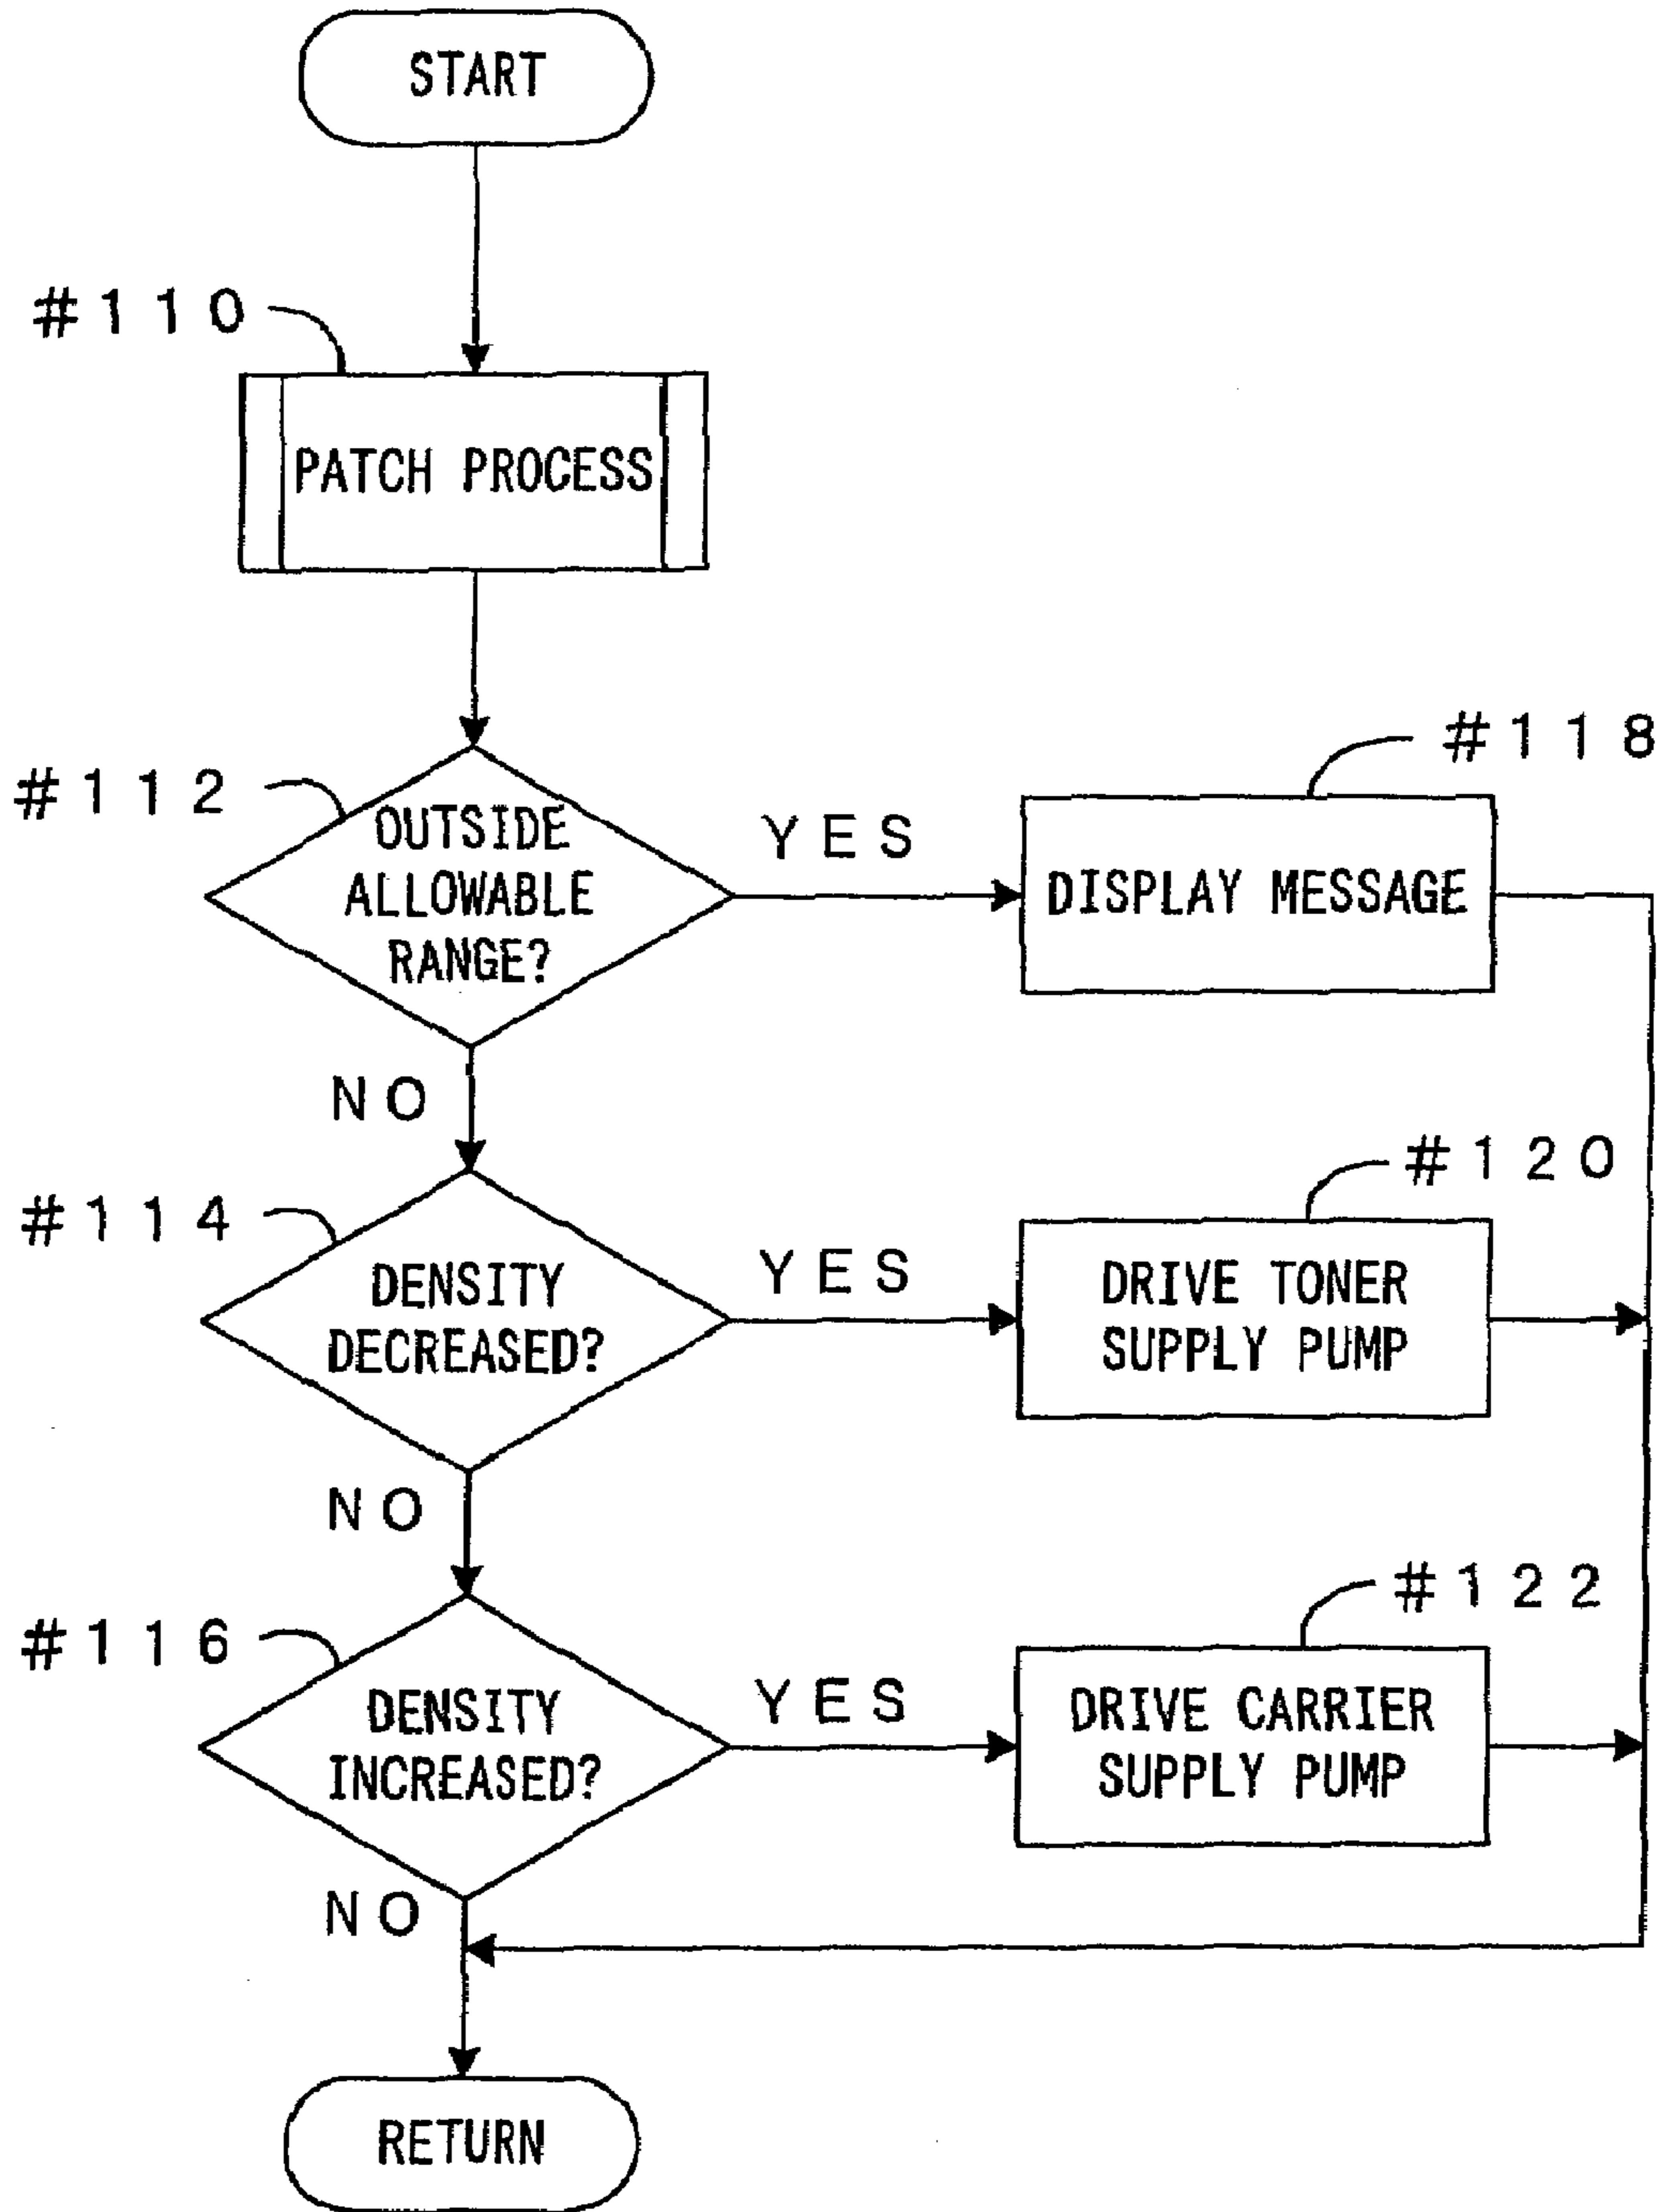 START
#110
PATCH PROCESS
#112
OUTSIDE
ALLOWABLE
RANGE?
YES
#118
DISPLAY MESSAGE
NO
#114
DENSITY
DECREASED?
YES
#120
DRIVE TONER
SUPPLY PUMP
NO
#116
DENSITY
INCREASED?
YES
#122
DRIVE CARRIER
SUPPLY PUMP
NO
RETURN